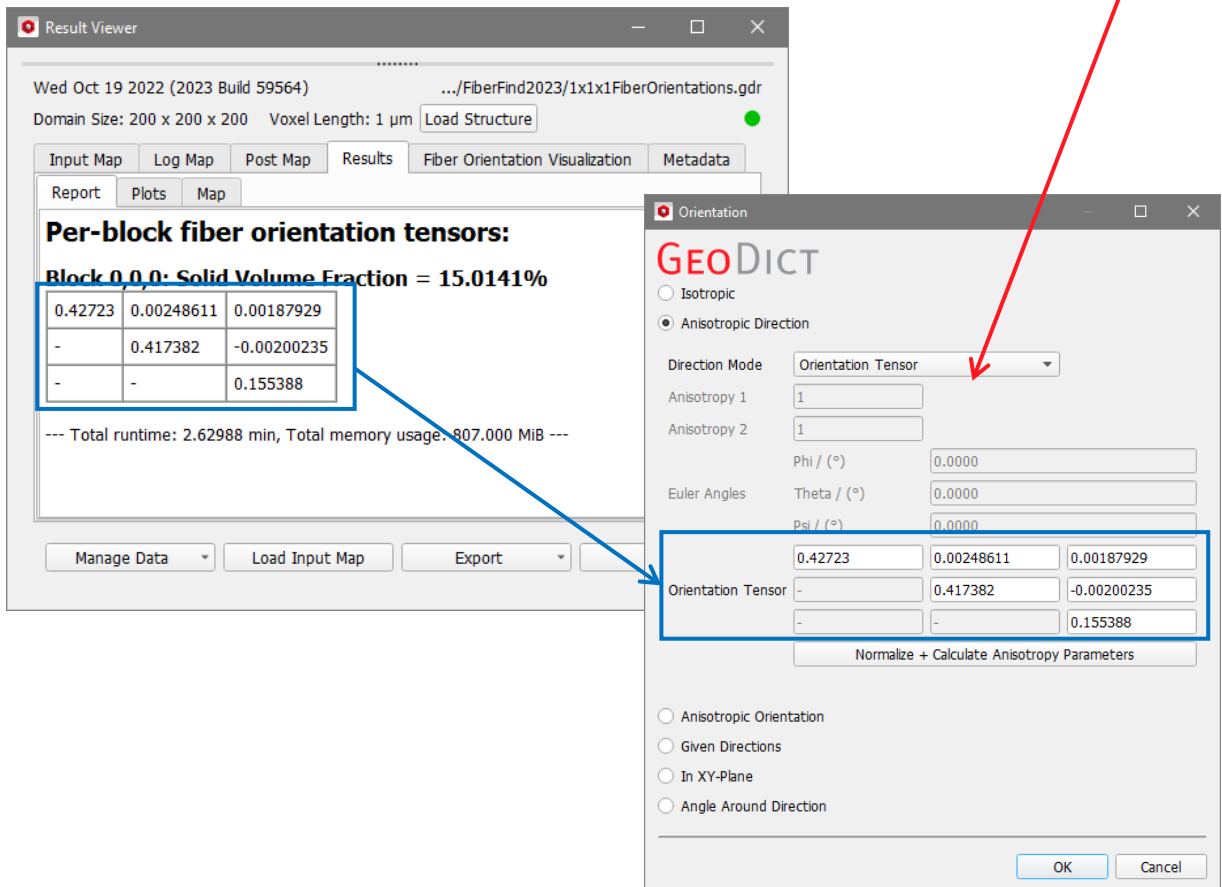 Result Viewer
Wed Oct 19 2022 (2023 Build 59564) .../FiberFind2023/1x1x1FiberOrientations.gdr
Domain Size: 200 x 200 x 200 Voxel Length: 1 µm Load Structure
Input Map Log Map Post Map Results Fiber Orientation Visualization Metadata
Report Plots Map
Per-block fiber orientation tensors:
Block 0,0,0: Solid Volume Fraction = 15.0141%
0.42723 0.00248611 0.00187929
- 0.417382 -0.00200235
- - 0.155388
--- Total runtime: 2.62988 min, Total memory usage: 807.000 MiB ---
Manage Data Load Input Map Export
Orientation
GEODICT
Isotropic
Anisotropic Direction
Direction Mode Orientation Tensor
Anisotropy 1 1
Anisotropy 2 1
Phi / (°) 0.0000
Euler Angles Theta / (°) 0.0000
Psi / (°) 0.0000
0.42723 0.00248611 0.00187929
Orientation Tensor - 0.417382 -0.00200235
- - 0.155388
Normalize + Calculate Anisotropy Parameters
Anisotropic Orientation
Given Directions
In XY-Plane
Angle Around Direction
OK Cancel